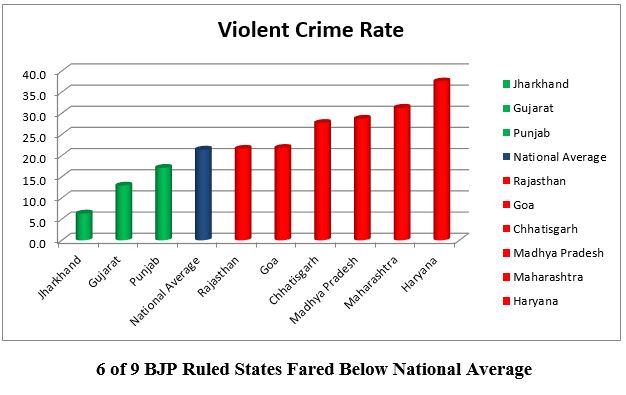 Violent Crime Rate
40.0
35.0
30.0
25.0
20.0
15.0
10.0
5.0
0.0
Jharkhand
Gujarat
Punjab
National Average
Rajasthan
Goa
Chhatisgarh
Madhya Pradesh
Maharashtra
Haryana
Jharkhand
Gujarat
Punjab
National Average
Rajasthan
Goa
Chhatisgarh
Madhya Pradesh
Maharashtra
Haryana
6 of 9 BJP Ruled States Fared Below National Average